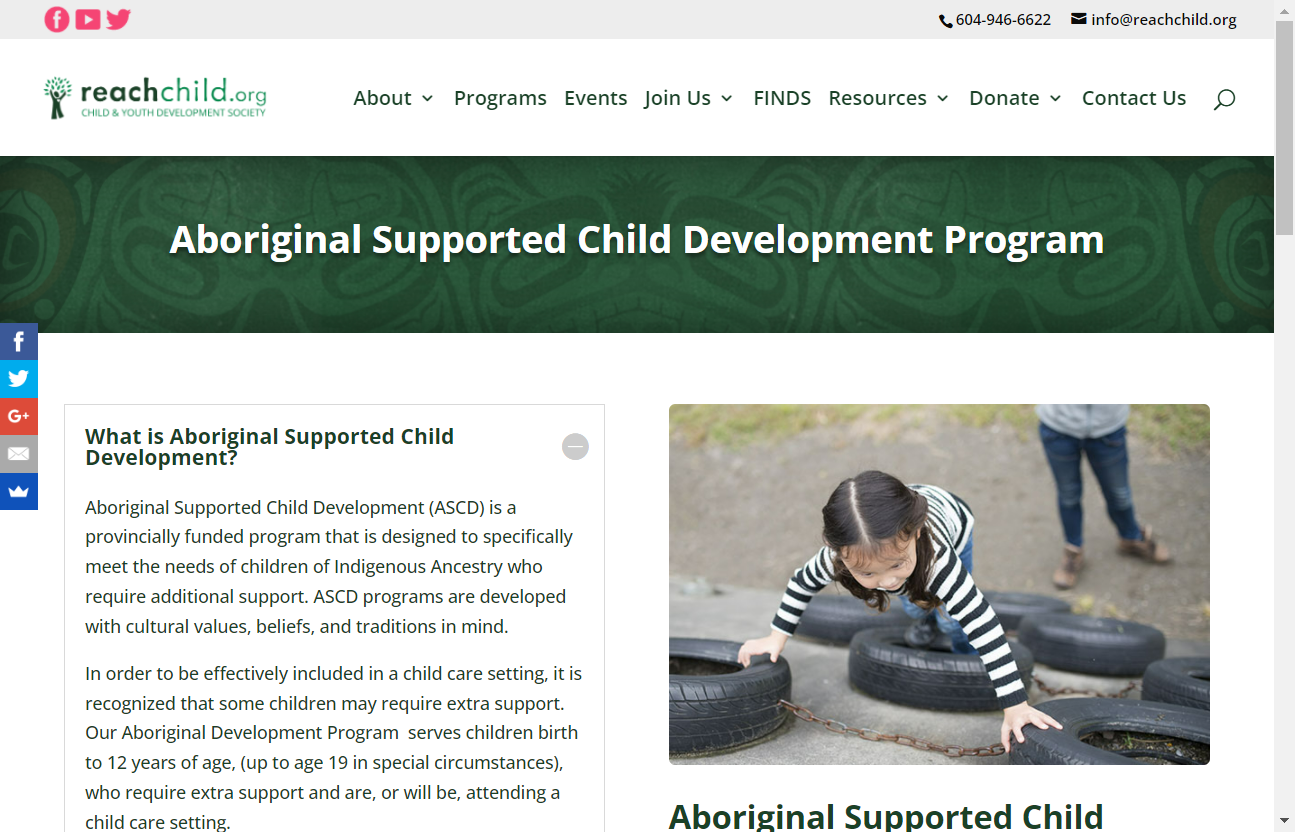 604-946-6622 info@reachchild.org
reachchild.org
CHILD & YOUTH DEVELOPMENT SOCIETY
About Programs Events Join Us FINDS Resources Donate Contact Us
Aboriginal Supported Child Development Program
What is Aboriginal Supported Child
Development?
Aboriginal Supported Child Development (ASCD) is a
provincially funded program that is designed to specifically
meet the needs of children of Indigenous Ancestry who
require additional support. ASCD programs are developed
with cultural values, beliefs, and traditions in mind.
In order to be effectively included in a child care setting, it is
recognized that some children may require extra support.
Our Aboriginal Development Program  serves children birth
to 12 years of age, (up to age 19 in special circumstances),
who require extra support and are, or will be, attending a
child care setting.
Aboriginal Supported Child